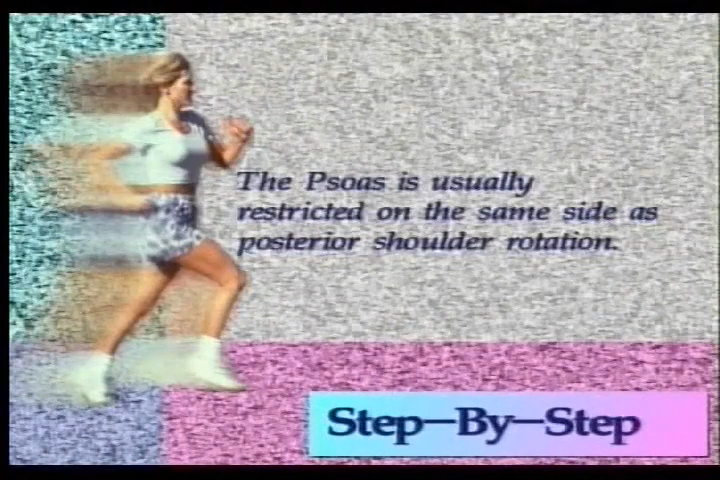 The Psoas is usually
restricted on the same side as
posterior shoulder rotation.
Step-By-Step